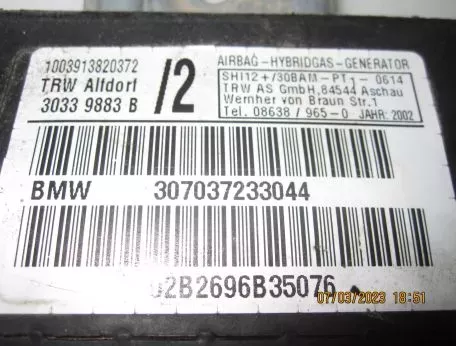 1003913820372
TRW Alfdorf
3033 9883 B
/2
AIRBAG-HYBRIDGAS-GENERATOR
SHI12+/30BAM-PT1-0614
TRW AS GmbH,84544 Aschau
Wernher von Braun Str.1
Tel. 08638/965-0 JAHR:2002
BMW 307037233044
02B2696B35076
07/03/2023 18:51